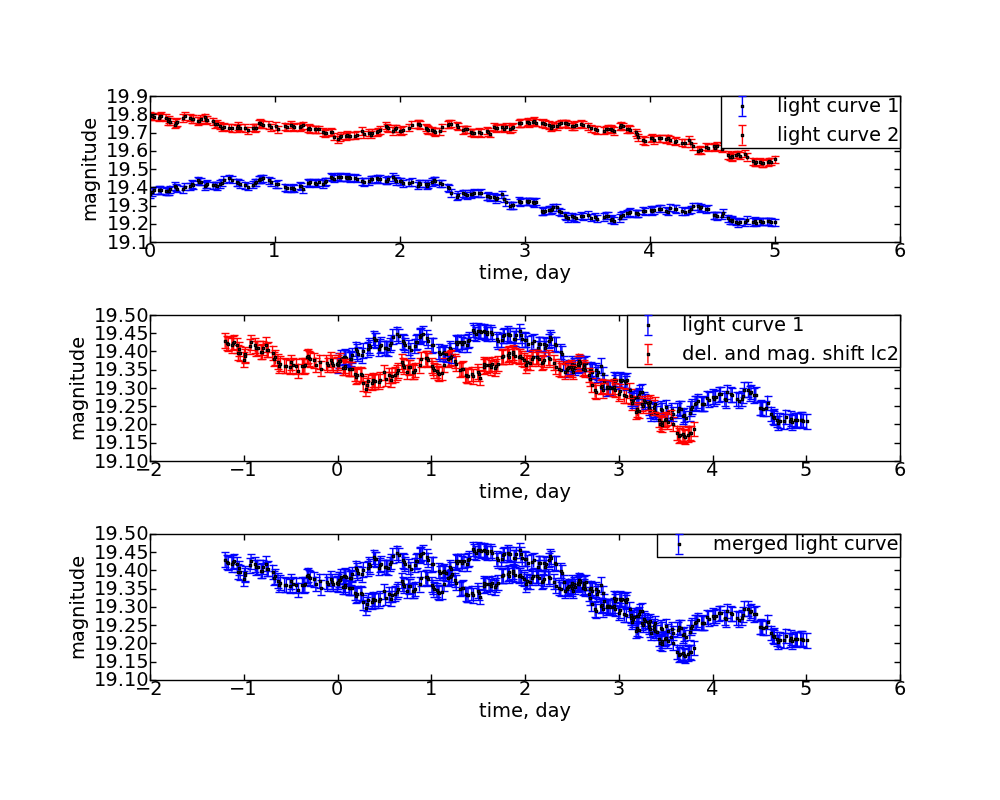 19.9
19.8
19.7
19.6
19.5
19.4
19.3
19.2
19.1
magnitude
light curve 1
light curve 2
0 1 2 3 4 5 6
time, day
19.50
19.45
19.40
19.35
19.30
19.25
19.20
19.15
19.10
magnitude
light curve 1
del. and mag. shift lc2
−2 −1 0 1 2 3 4 5 6
time, day
19.50
19.45
19.40
19.35
19.30
19.25
19.20
19.15
19.10
magnitude
merged light curve
−2 −1 0 1 2 3 4 5 6
time, day